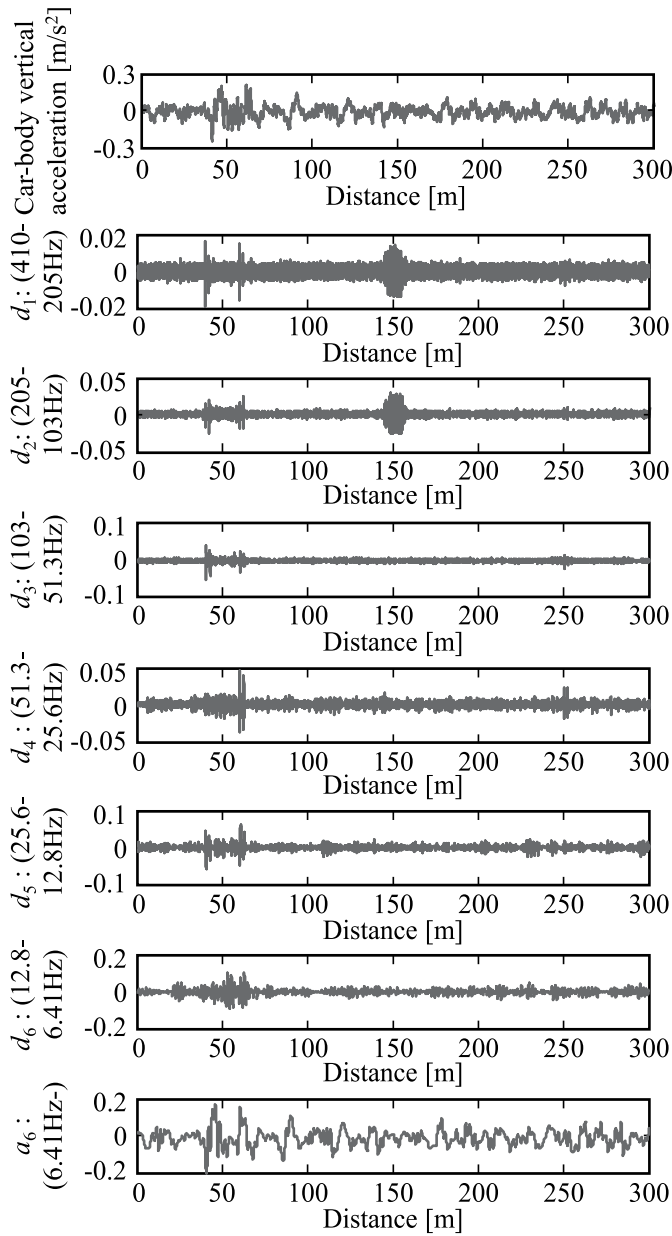 Car-body vertical
acceleration [m/s²]
0.3
0
-0.3
0 50 100 150 200 250 300
Distance [m]
d₁: (410-
205Hz)
0.02
0
-0.02
0 50 100 150 200 250 300
Distance [m]
d₂: (205-
103Hz)
0.05
0
-0.05
0 50 100 150 200 250 300
Distance [m]
d₃: (103-
51.3Hz)
0.1
0
-0.1
0 50 100 150 200 250 300
Distance [m]
d₄ : (51.3-
25.6Hz)
0.05
0
-0.05
0 50 100 150 200 250 300
Distance [m]
d₅ : (25.6-
12.8Hz)
0.1
0
-0.1
0 50 100 150 200 250 300
Distance [m]
d₆ : (12.8-
6.41Hz)
0.2
0
-0.2
0 50 100 150 200 250 300
Distance [m]
a₆ :
(6.41Hz-)
0.2
0
-0.2
0 50 100 150 200 250 300
Distance [m]